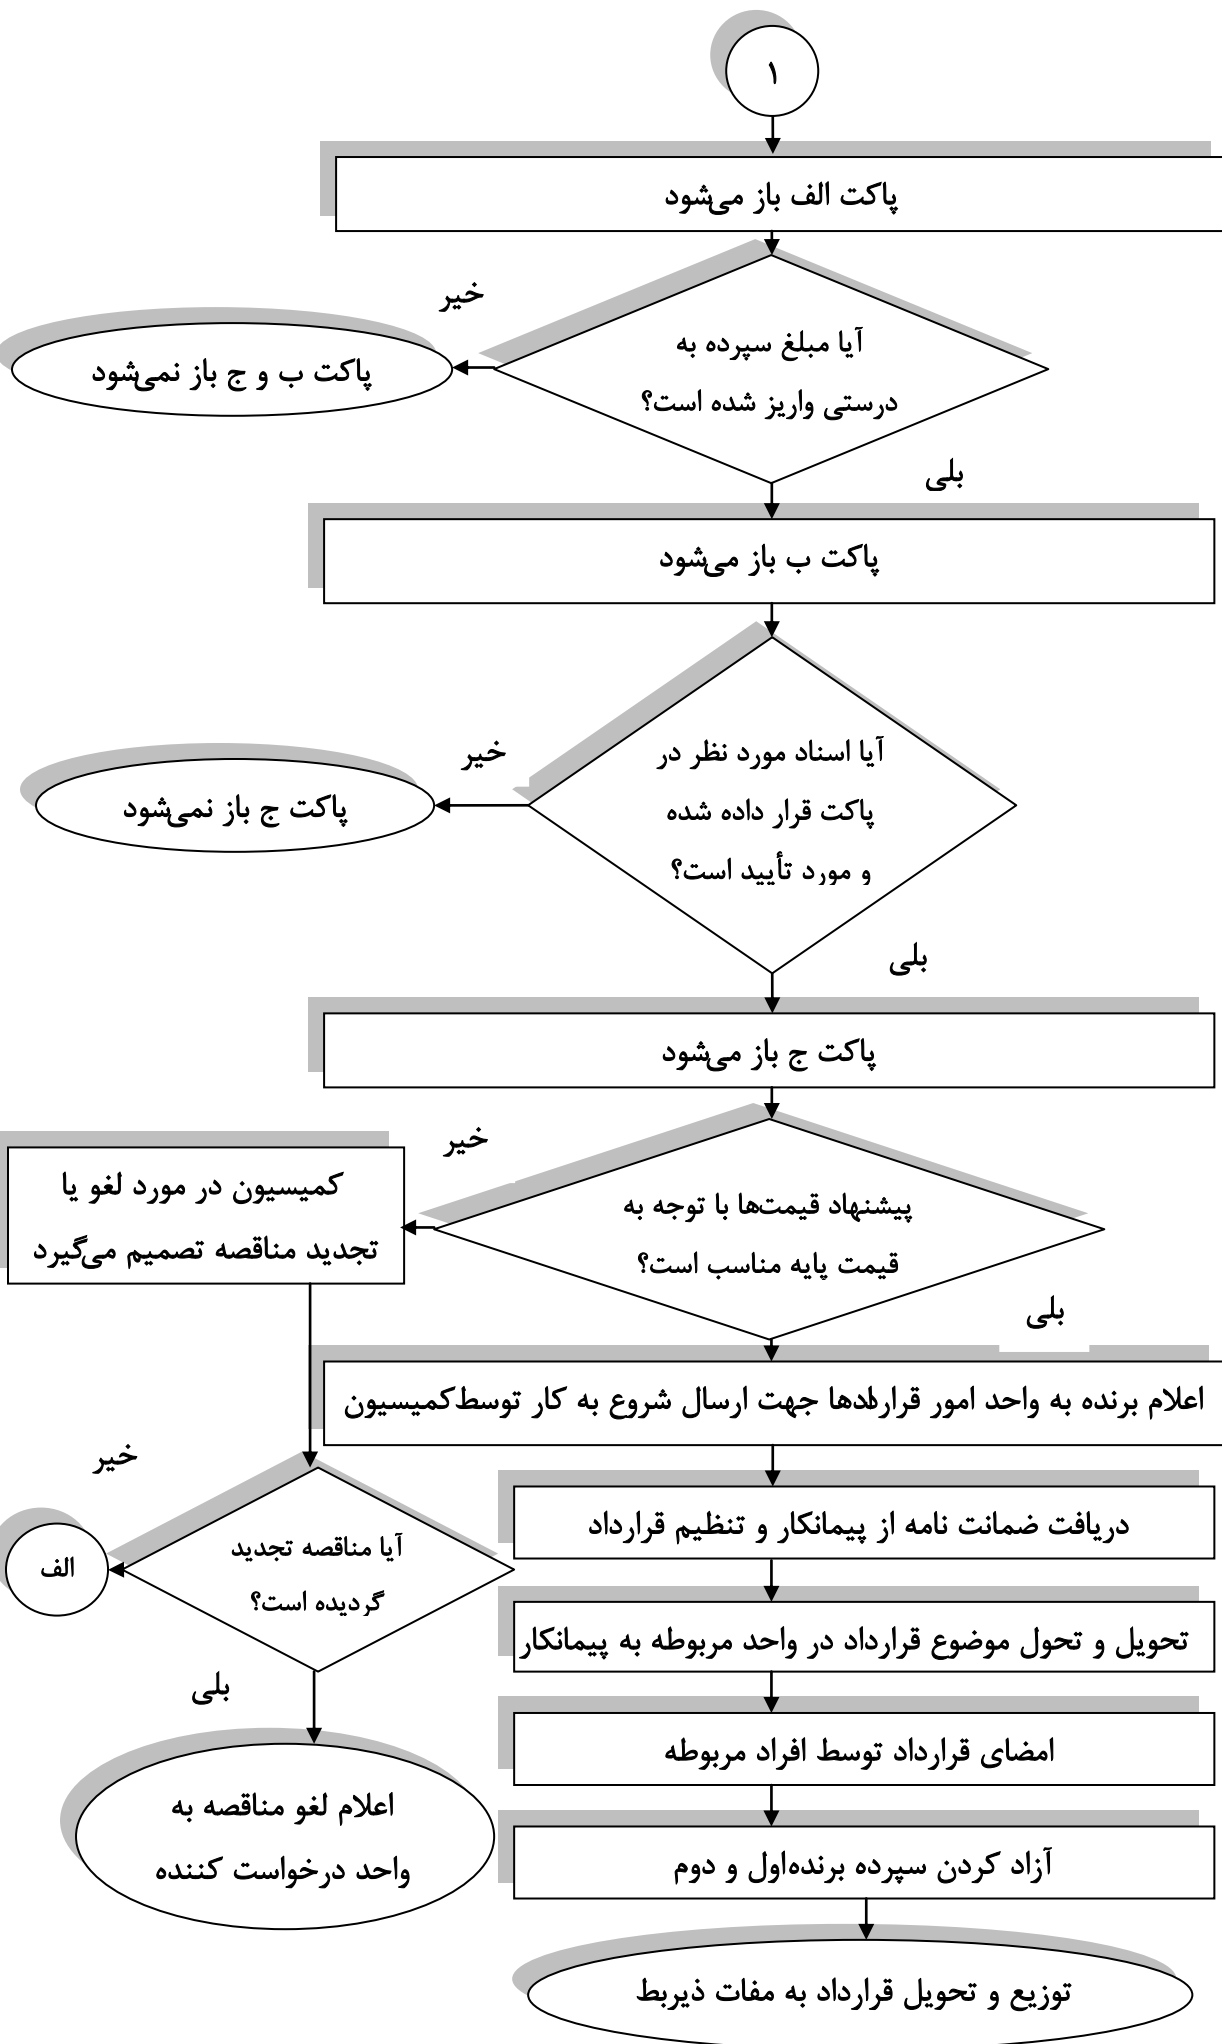 ۱
پاکت الف باز می‌شود
خیر
آیا مبلغ سپرده به
درستی واریز شده است؟
پاکت ب و ج باز نمی‌شود
بلی
پاکت ب باز می‌شود
آیا اسناد مورد نظر در
پاکت قرار داده شده
و مورد تأیید است؟
خیر
پاکت ج باز نمی‌شود
بلی
پاکت ج باز می‌شود
خیر
پیشنهاد قیمت‌ها با توجه به
قیمت پایه مناسب است؟
کمیسیون در مورد لغو یا
تجدید مناقصه تصمیم می‌گیرد
بلی
اعلام برنده به واحد امور قراردادها جهت ارسال شروع به کار توسط کمیسیون
خیر
دریافت ضمانت نامه از پیمانکار و تنظیم قرارداد
آیا مناقصه تجدید
گردیده است؟
الف
تحویل و تحول موضوع قرارداد در واحد مربوطه به پیمانکار
بلی
امضای قرارداد توسط افراد مربوطه
اعلام لغو مناقصه به
واحد درخواست کننده
آزاد کردن سپرده برنده‌اول و دوم
توزیع و تحویل قرارداد به مفات ذیربط